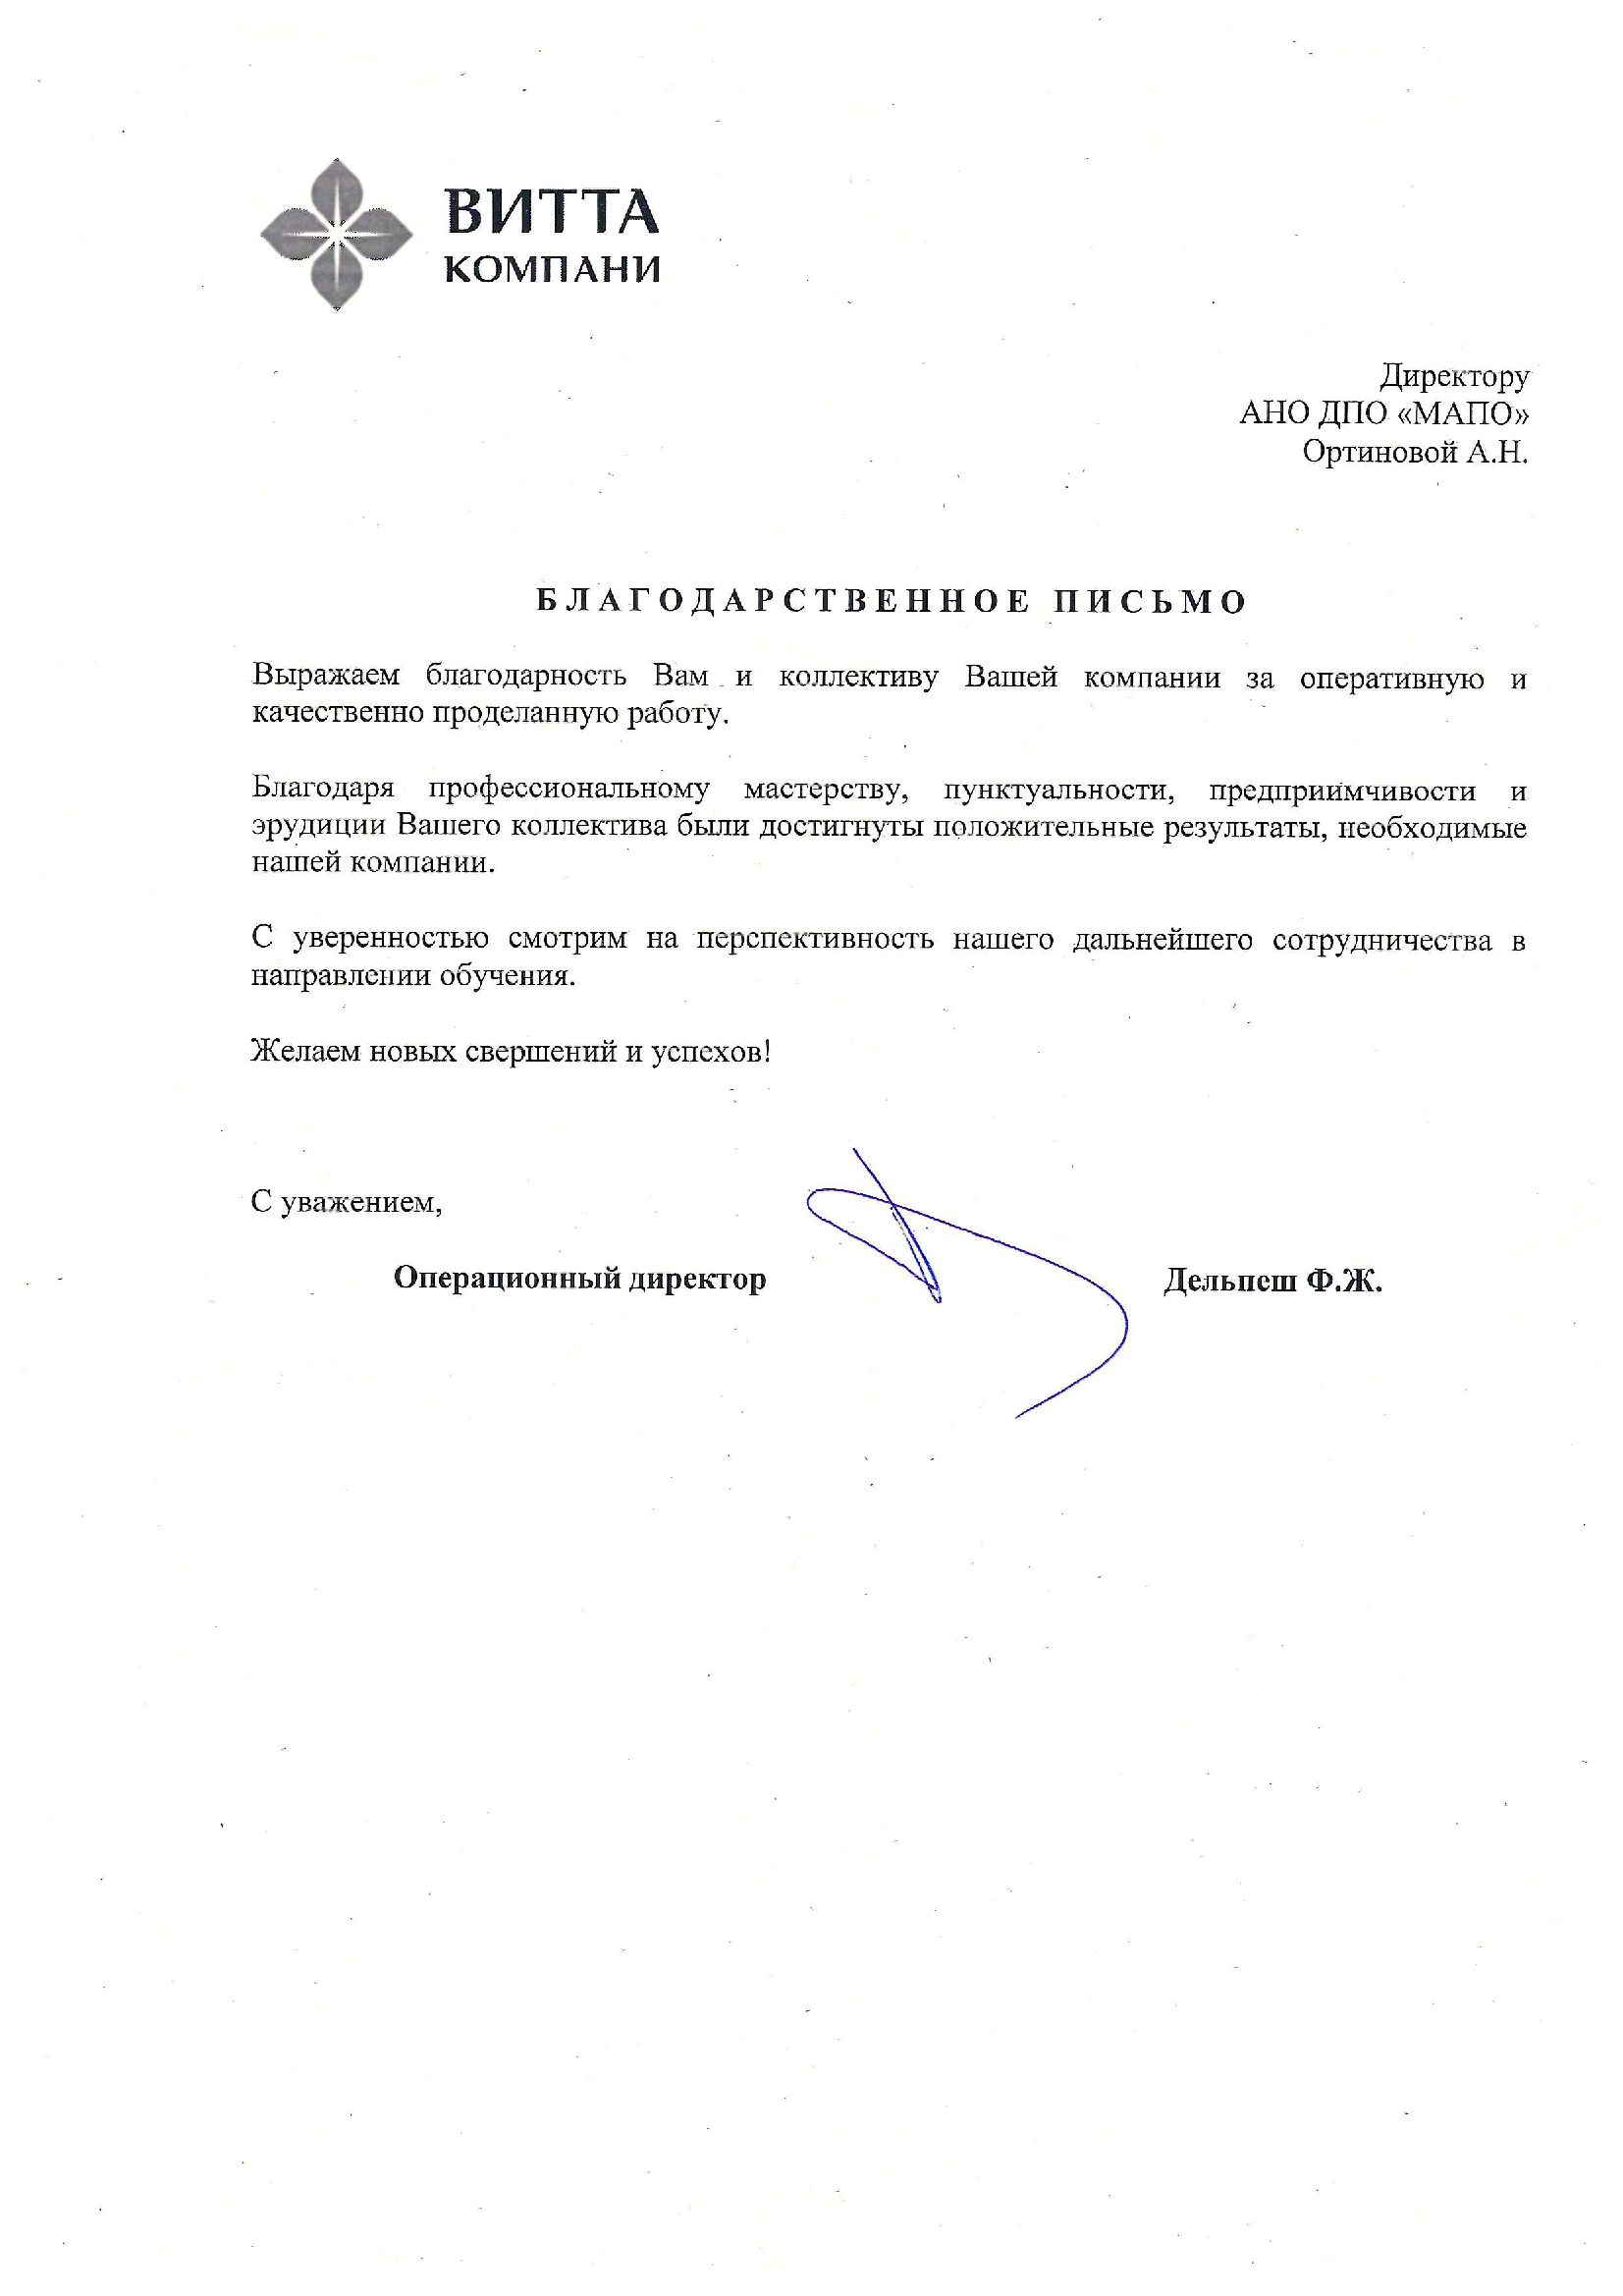 ВИТТА
КОМПАНИ
Директору
АНО ДПО «МАПО»
Ортиновой А.Н.
БЛАГОДАРСТВЕННОЕ ПИСЬМО
Выражаем благодарность Вам и коллективу Вашей компании за оперативную и
качественно проделанную работу.
Благодаря профессиональному мастерству, пунктуальности, предприимчивости и
эрудиции Вашего коллектива были достигнуты положительные результаты, необходимые
нашей компании.
С уверенностью смотрим на перспективность нашего дальнейшего сотрудничества в
направлении обучения.
Желаем новых свершений и успехов!
С уважением,
Операционный директор Дельпеш Ф.Ж.